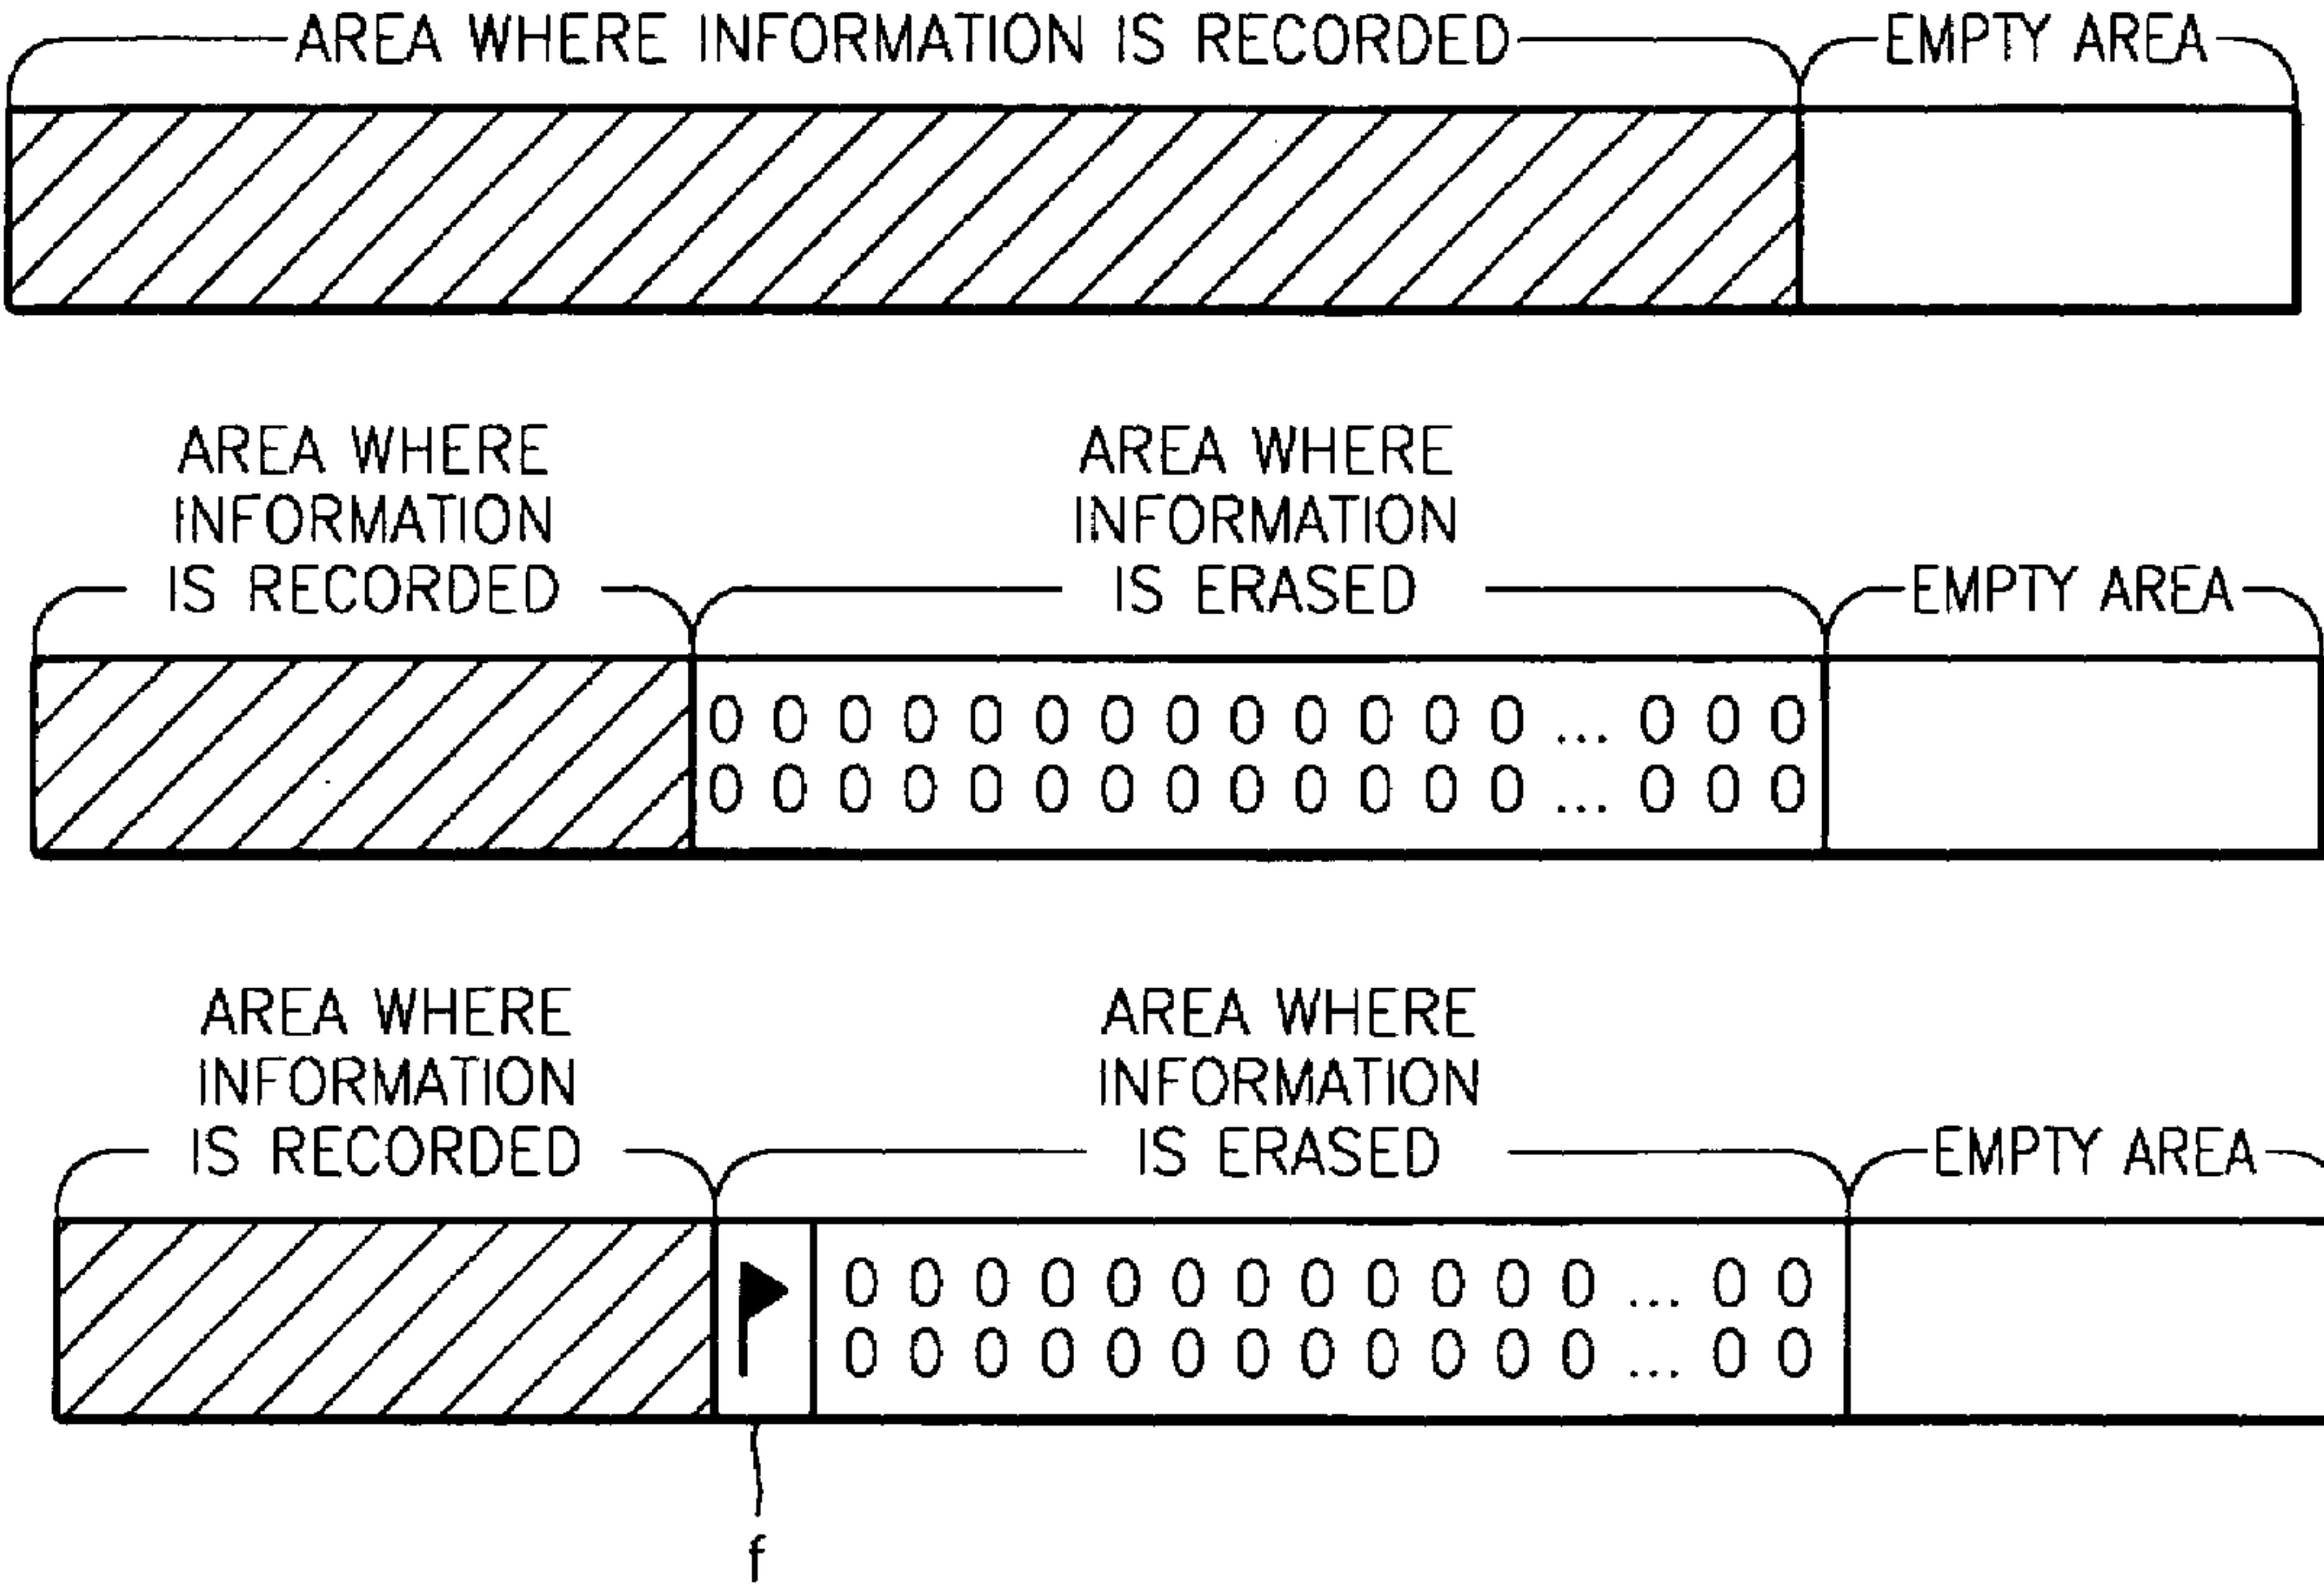 AREA WHERE INFORMATION IS RECORDED
EMPTY AREA
AREA WHERE
INFORMATION
IS RECORDED
AREA WHERE
INFORMATION
IS ERASED
EMPTY AREA
0 0 0 0 0 0 0 0 0 0 0 0 0 ... 0 0 0
0 0 0 0 0 0 0 0 0 0 0 0 0 ... 0 0 0
AREA WHERE
INFORMATION
IS RECORDED
AREA WHERE
INFORMATION
IS ERASED
EMPTY AREA
0 0 0 0 0 0 0 0 0 0 0 0 ... 0 0
0 0 0 0 0 0 0 0 0 0 0 0 ... 0 0
f